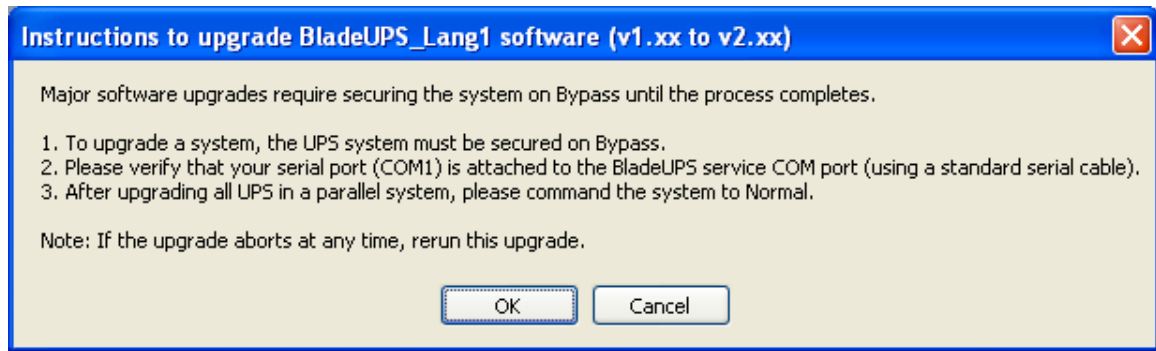 Instructions to upgrade BladeUPS_Lang1 software (v1.xx to v2.xx)
Major software upgrades require securing the system on Bypass until the process completes.
1. To upgrade a system, the UPS system must be secured on Bypass.
2. Please verify that your serial port (COM1) is attached to the BladeUPS service COM port (using a standard serial cable).
3. After upgrading all UPS in a parallel system, please command the system to Normal.
Note: If the upgrade aborts at any time, rerun this upgrade.
OK
Cancel